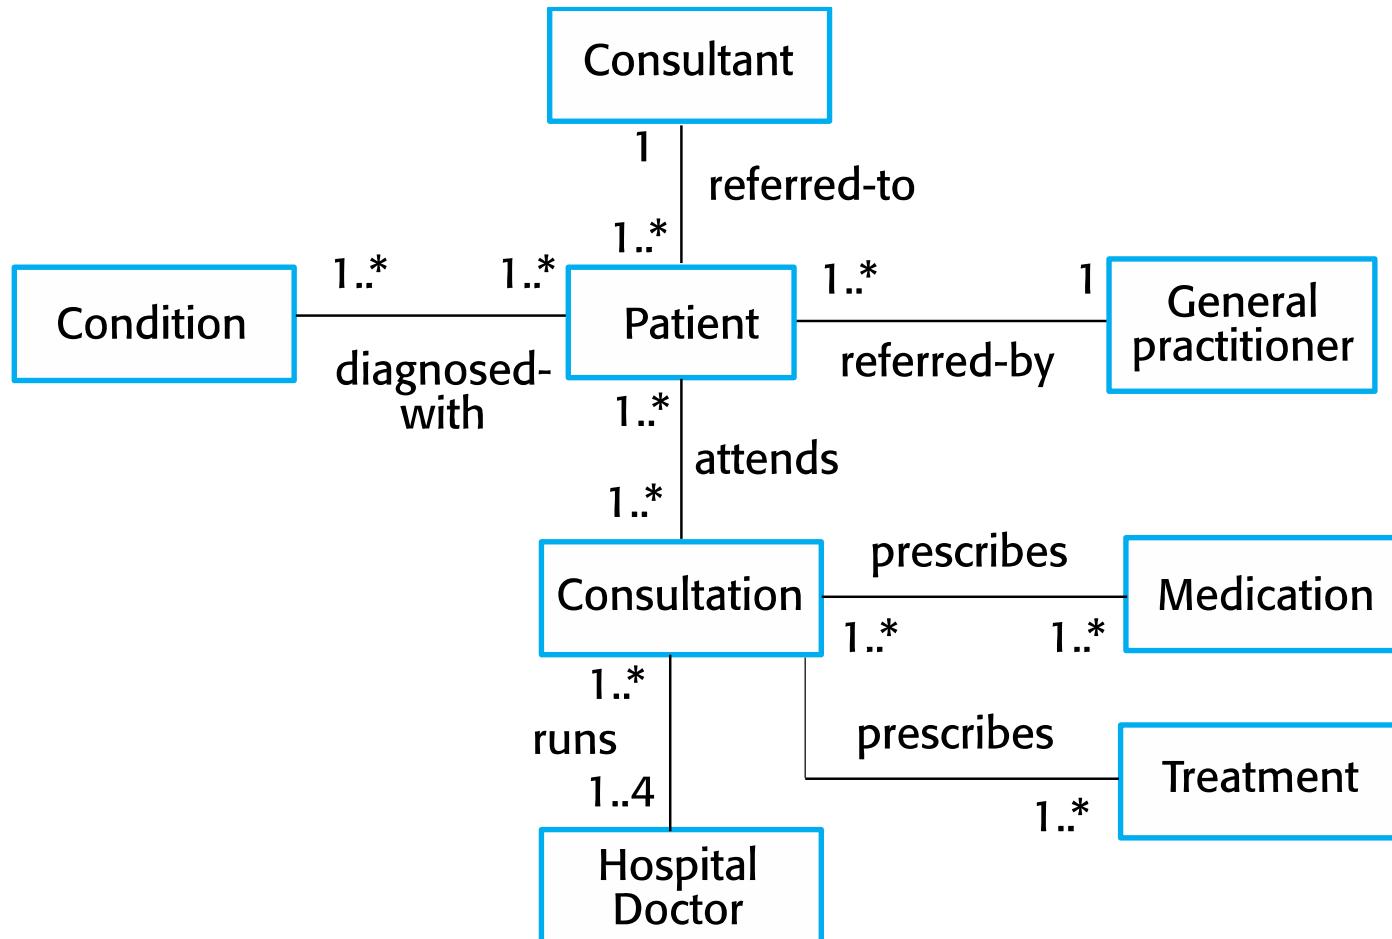 Consultant
1
referred-to
1..*
1..*
1..*
1..*
1
Condition
Patient
General
practitioner
diagnosed-
with
referred-by
1..*
attends
1..*
prescribes
Consultation
Medication
1..*
1..*
1..*
runs
prescribes
1..4
Treatment
1..*
Hospital
Doctor